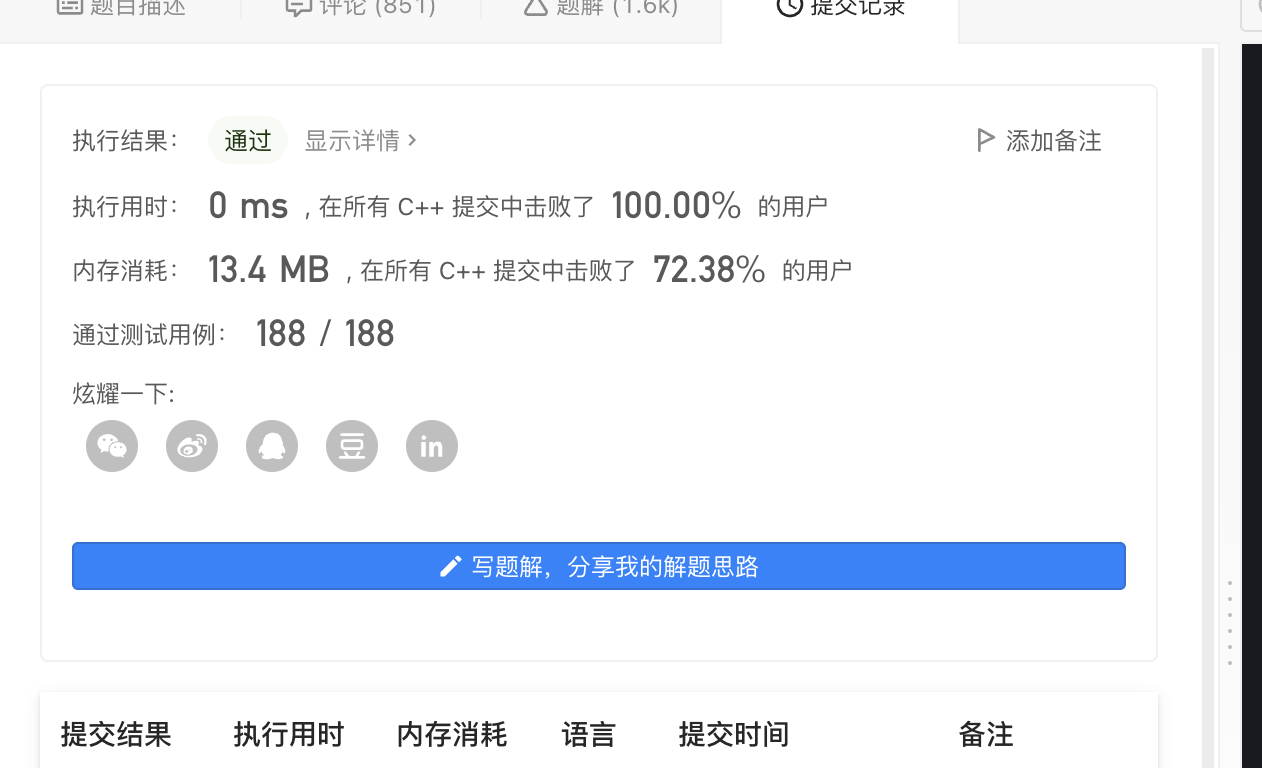 题目描述 评论 (851) 题解 (1.6k) 提交记录
执行结果： 通过 显示详情 > 添加备注
执行用时： 0 ms , 在所有 C++ 提交中击败了 100.00% 的用户
内存消耗： 13.4 MB , 在所有 C++ 提交中击败了 72.38% 的用户
通过测试用例： 188 / 188
炫耀一下:
豆 in
写题解，分享我的解题思路
提交结果 执行用时 内存消耗 语言 提交时间 备注